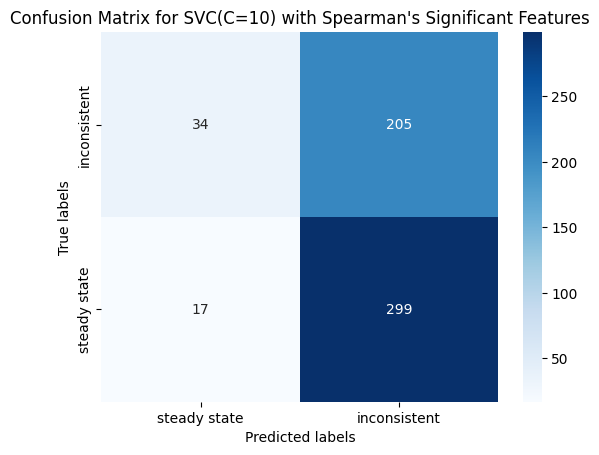 Confusion Matrix for SVC(C=10) with Spearman's Significant Features
True labels
inconsistent
steady state
34
205
17
299
steady state
inconsistent
Predicted labels
250
200
150
100
50